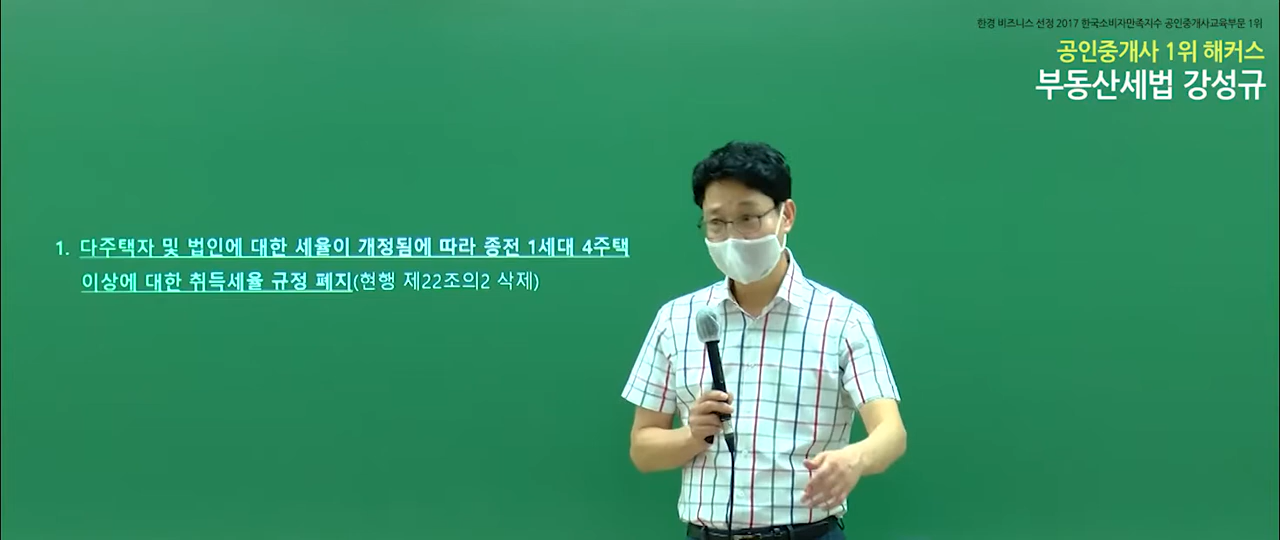 한경 비즈니스 선정 2017 한국소비자만족지수 공인중개사교육부문 1위
공인중개사 1위 해커스
부동산세법 강성규
1. 다주택자 및 법인에 대한 세율이 개정됨에 따라 종전 1세대 4주택
이상에 대한 취득세율 규정 폐지(현행 제22조의2 삭제)